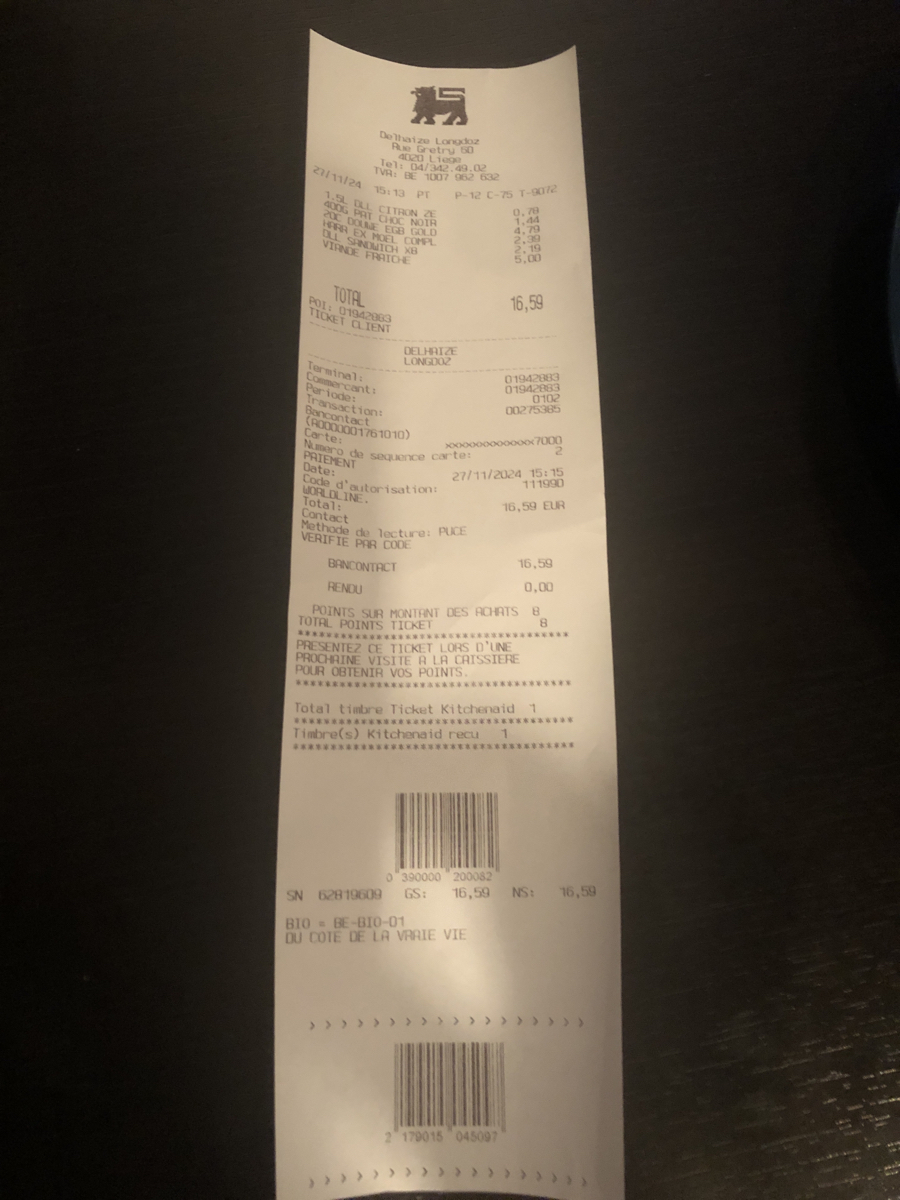 Delhaize Longdoz
Rue Gretry 50
4020 Liege
Tel: 04/342.49.02
TVA: BE 1007 962 632
27/11/24 15:13 PT P-12 C-75 T-9072
1.5L DLL CITRON ZE 0,78
400G PAT CHOC NOIR 1,44
20C DOUWE EGB GOLD 4,79
HARR EX MOEL COMPL 2,39
DLL SANDWICH X8 2,19
VIANDE FRAICHE 5,00
TOTAL 16,59
POI: 01942883
TICKET CLIENT
DELHAIZE
LONGDOZ
Terminal: 01942883
Commercant: 01942883
Periode: 0102
Transaction: 00275385
Bancontact
(A0000001761010)
Carte: xxxxxxxxxxxxx7000
Numero de sequence carte: 2
PAIEMENT
Date: 27/11/2024 15:15
Code d'autorisation: 111990
WORLDLINE.
Total: 16,59 EUR
Contact
Methode de lecture: PUCE
VERIFIE PAR CODE
BANCONTACT 16,59
RENDU 0,00
POINTS SUR MONTANT DES ACHATS 8
TOTAL POINTS TICKET 8
************************************
PRESENTEZ CE TICKET LORS D'UNE
PROCHAINE VISITE A LA CAISSIERE
POUR OBTENIR VOS POINTS.
************************************
Total timbre Ticket Kitchenaid 1
************************************
Timbre(s) Kitchenaid recu 1
************************************
0 390000 200082
SN 62819609 GS: 16,59 NS: 16,59
BIO = BE-BIO-01
DU COTE DE LA VRAIE VIE
> > > > > > > > > > > > > > > > > >
2 179015 045097
> > > > > > > > > > > > > > > > > >